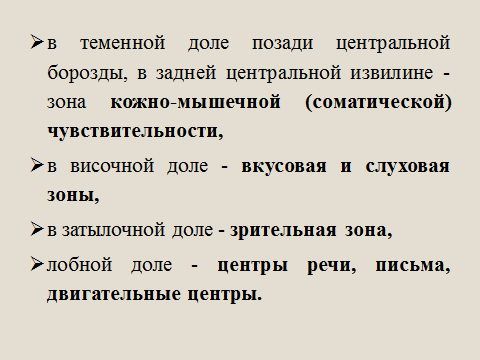 ➢в теменной доле позади центральной
борозды, в задней центральной извилине -
зона кожно-мышечной (соматической)
чувствительности,
➢в височной доле - вкусовая и слуховая
зоны,
➢в затылочной доле - зрительная зона,
➢лобной доле - центры речи, письма,
двигательные центры.